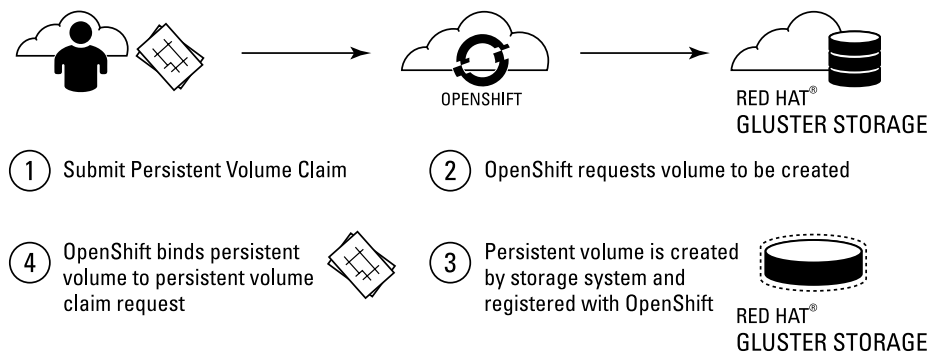 OPENSHIFT
RED HAT®
GLUSTER STORAGE
1 Submit Persistent Volume Claim
2 OpenShift requests volume to be created
4 OpenShift binds persistent
volume to persistent volume
claim request
3 Persistent volume is created
by storage system and
registered with OpenShift
RED HAT®
GLUSTER STORAGE